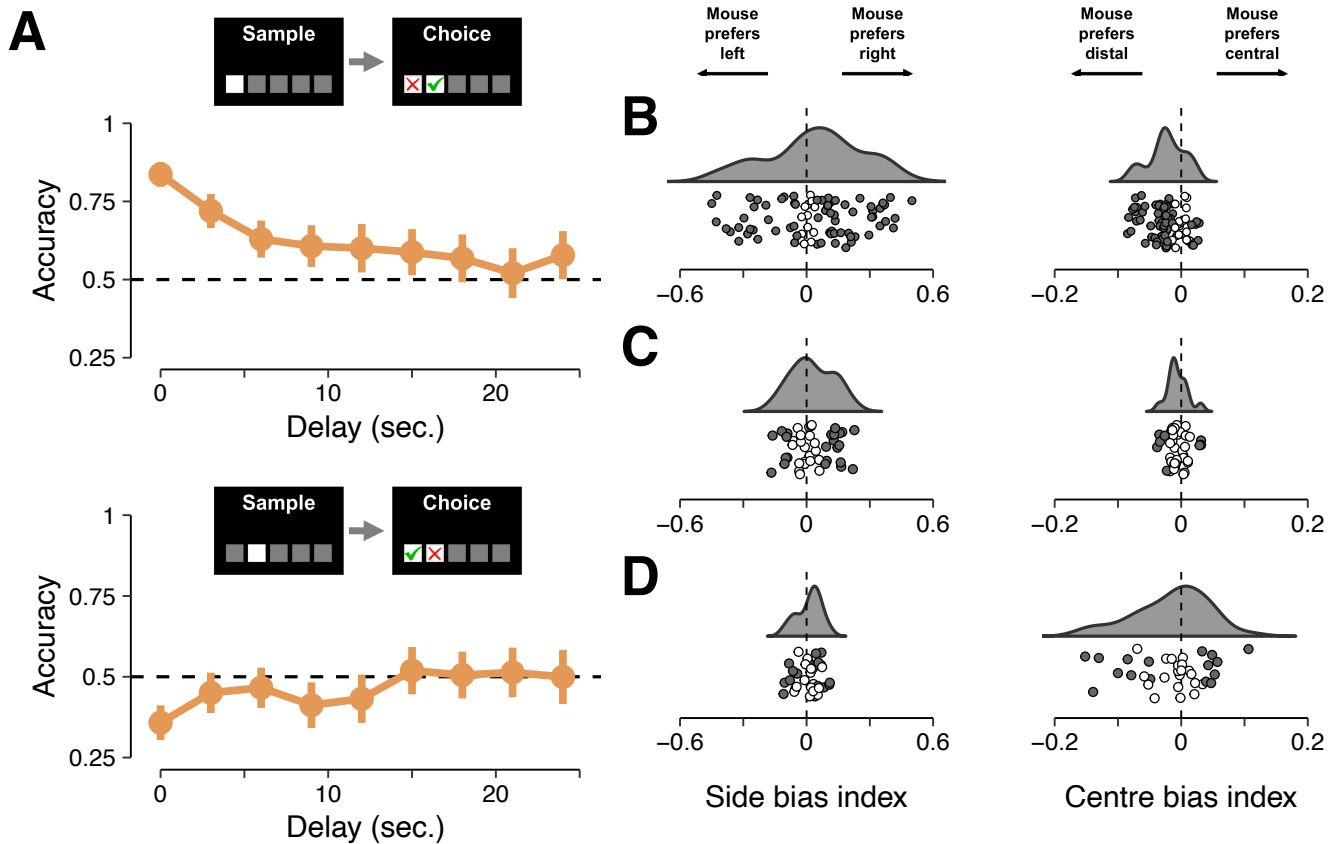 A
Sample
Choice
1
0.75
0.5
0.25
Accuracy
0
10
20
Delay (sec.)
Sample
Choice
1
0.75
0.5
0.25
Accuracy
0
10
20
Delay (sec.)
Mouse
prefers
left
Mouse
prefers
right
Mouse
prefers
distal
Mouse
prefers
central
B
−0.6
0
0.6
−0.2
0
0.2
C
−0.6
0
0.6
−0.2
0
0.2
D
−0.6
0
0.6
−0.2
0
0.2
Side bias index
Centre bias index